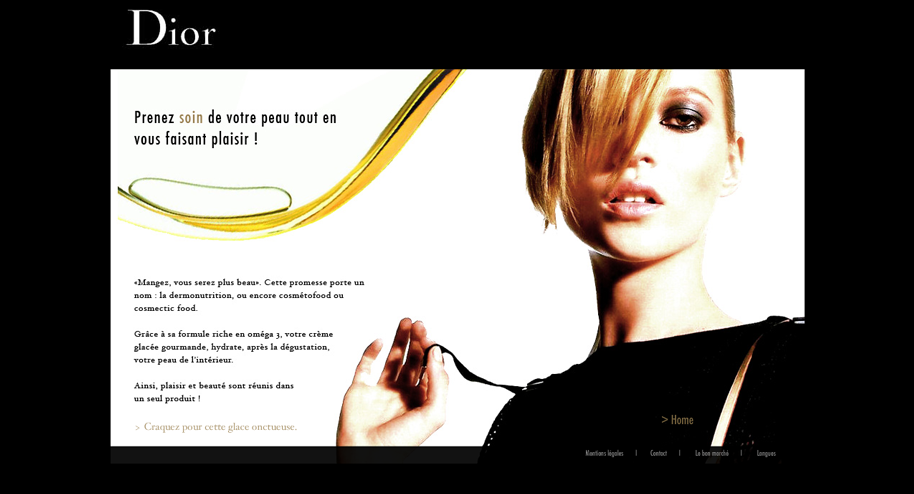 Dior
Prenez soin de votre peau tout en
vous faisant plaisir !
«Mangez, vous serez plus beau». Cette promesse porte un
nom : la dermonutrition, ou encore cosmétofood ou
cosmectic food.
Grâce à sa formule riche en oméga 3, votre crème
glacée gourmande, hydrate, après la dégustation,
votre peau de l'intérieur.
Ainsi, plaisir et beauté sont réunis dans
un seul produit !
> Craquez pour cette glace onctueuse.
> Home
Mentions légales | Contact | Le bon marché | Langues